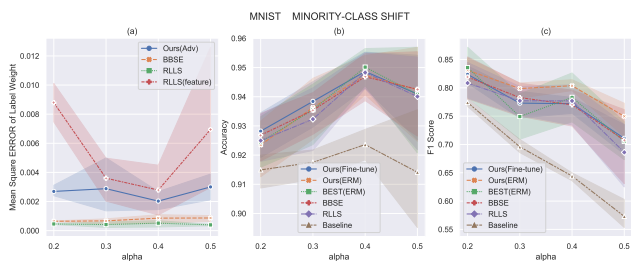 MNIST MINORITY-CLASS SHIFT
(a)
Mean Square ERROR of Label Weight
0.012
0.010
0.008
0.006
0.004
0.002
0.000
Ours(Adv)
BBSE
RLLS
RLLS(feature)
0.2 0.3 0.4 0.5
alpha
(b)
Accuracy
0.96
0.95
0.94
0.93
0.92
0.91
0.90
Ours(Fine-tune)
Ours(ERM)
BEST(ERM)
BBSE
RLLS
Baseline
0.2 0.3 0.4 0.5
alpha
(c)
F1 Score
0.85
0.80
0.75
0.70
0.65
0.60
0.55
Ours(Fine-tune)
Ours(ERM)
BEST(ERM)
BBSE
RLLS
Baseline
0.2 0.3 0.4 0.5
alpha